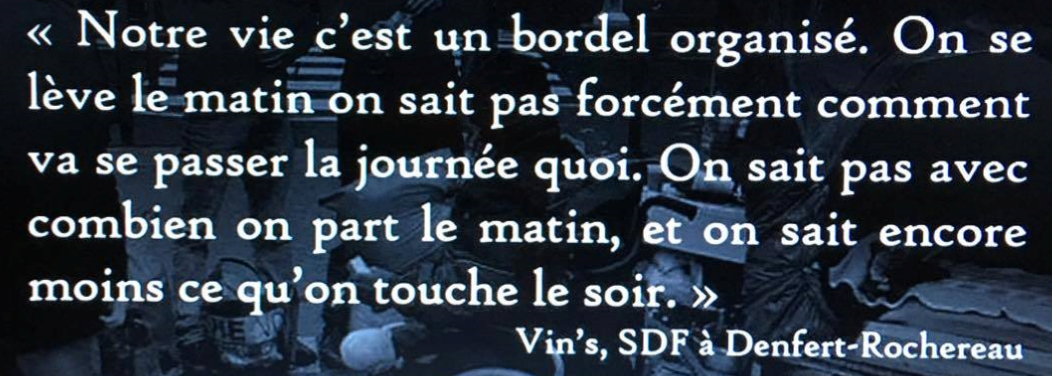 « Notre vie c'est un bordel organisé. On se
lève le matin on sait pas forcément comment
va se passer la journée quoi. On sait pas avec
combien on part le matin, et on sait encore
moins ce qu'on touche le soir. »
Vin's, SDF à Denfert-Rochereau